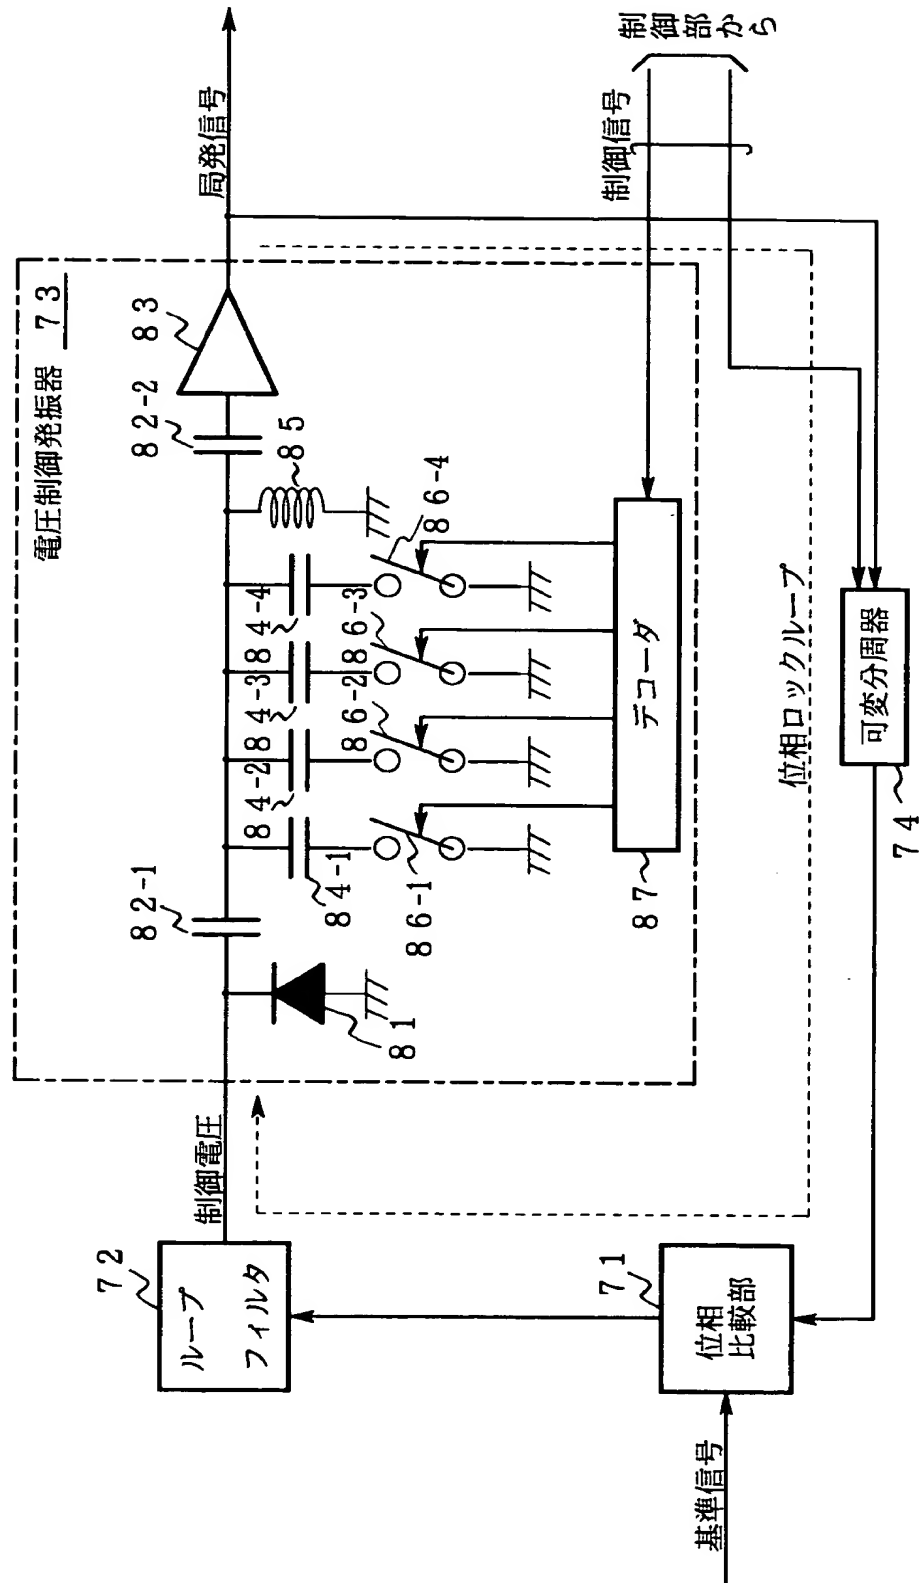 電圧制御発振器 73
局発信号
制御部から
制御信号
制御電圧
82-1
82-2
83
81
84-1
84-2
84-3
84-4
85
86-1
86-2
86-3
86-4
デコーダ
87
72
ループ
フィルタ
位相ロックループ
71
位相
比較部
基準信号
可変分周器
74